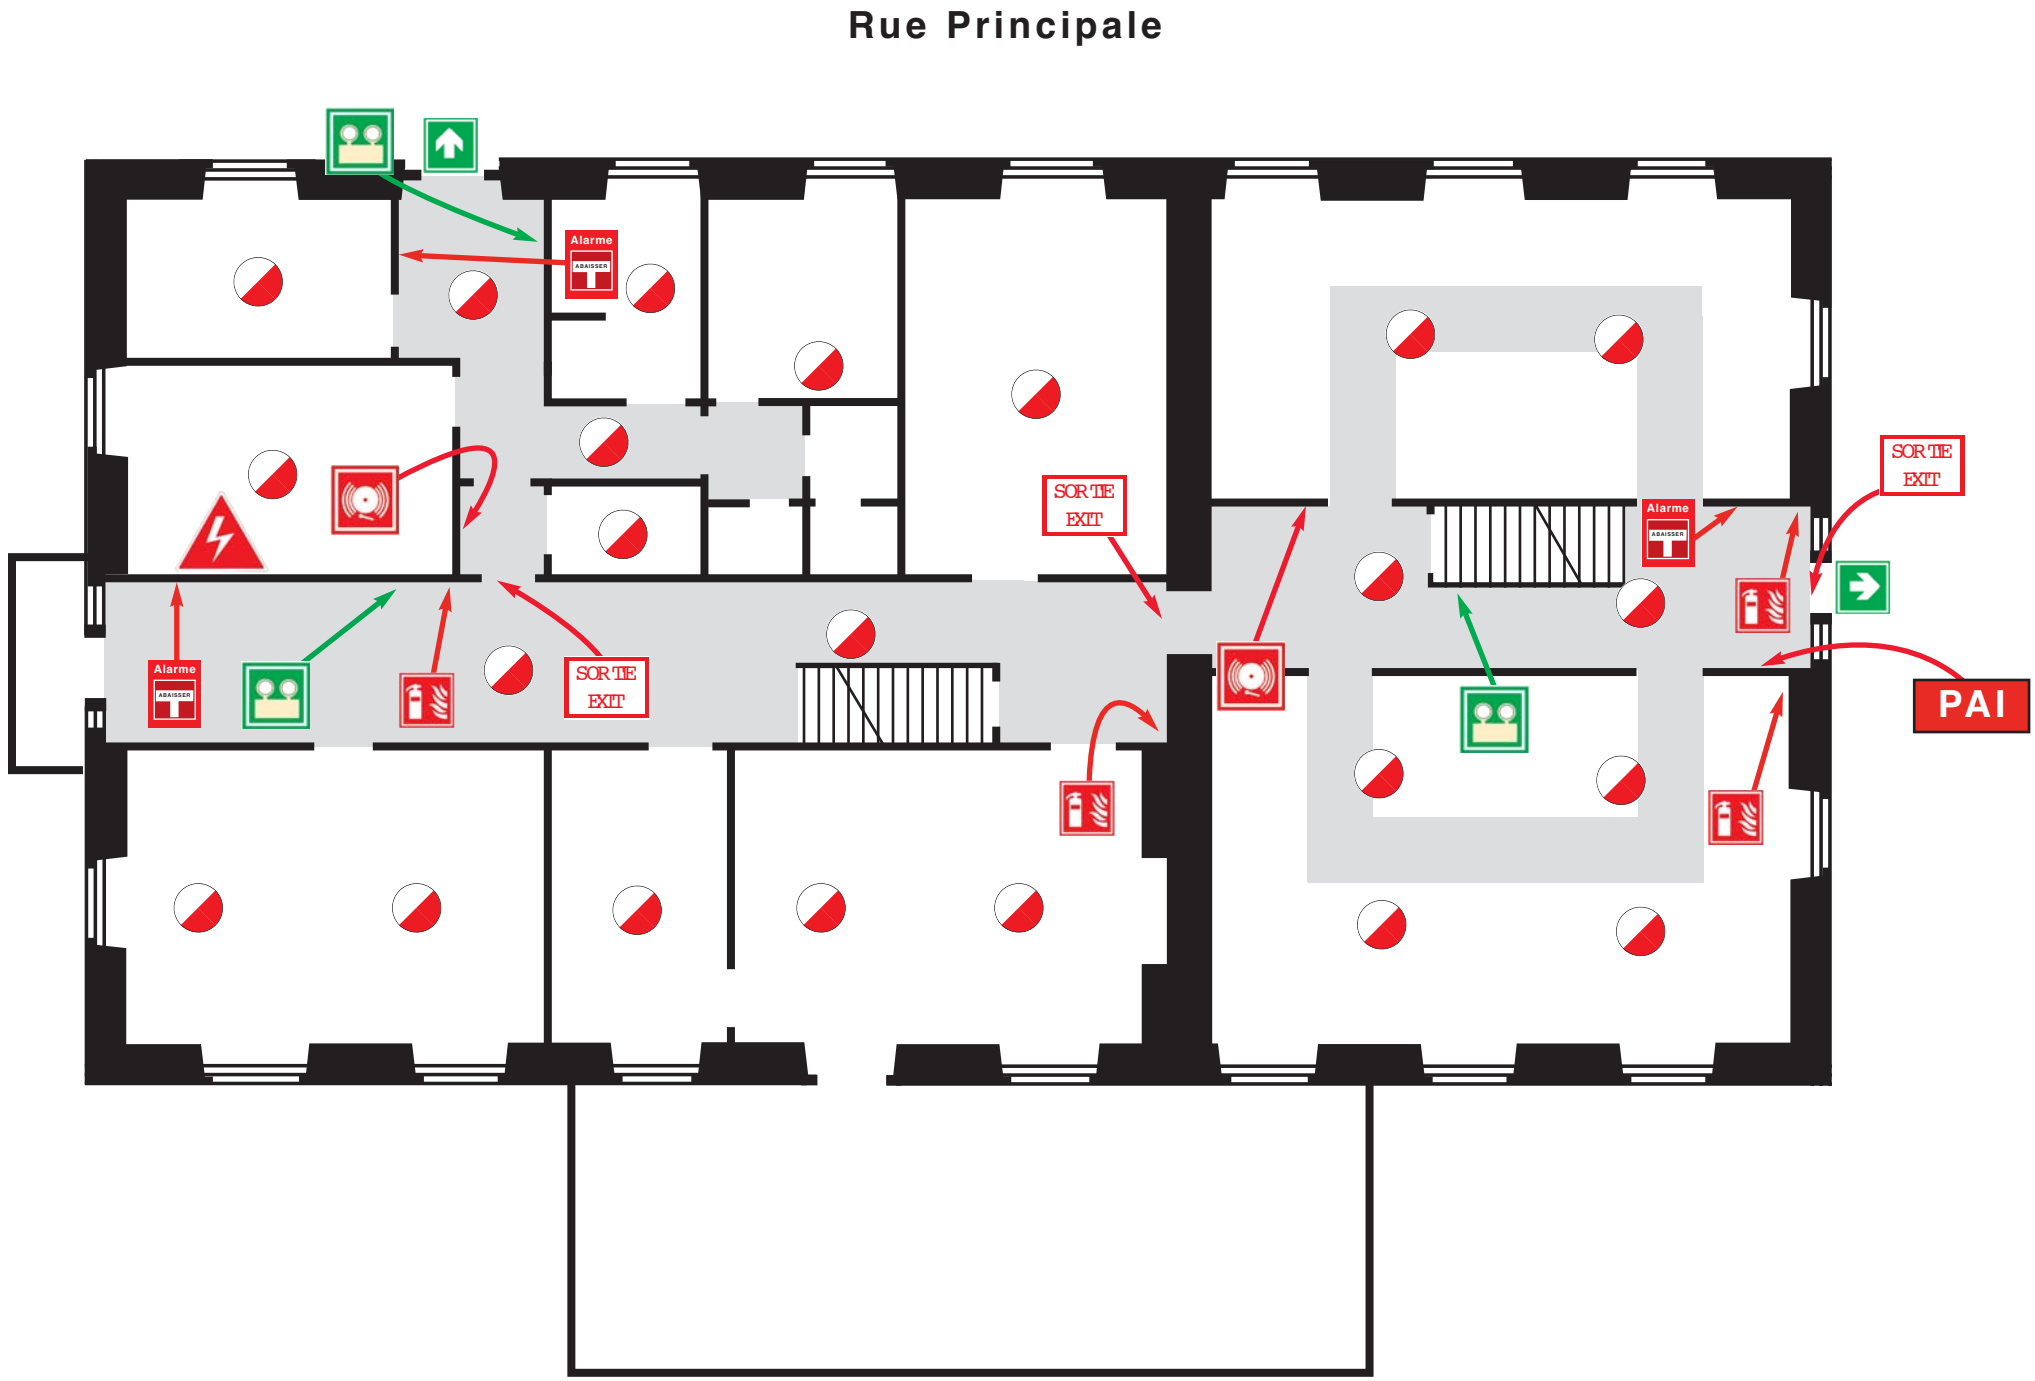 Rue Principale
Alarme
ABAISSER
SORTIE
EXIT
SORTIE
EXIT
Alarme
ABAISSER
Alarme
ABAISSER
SORTIE
EXIT
PAI